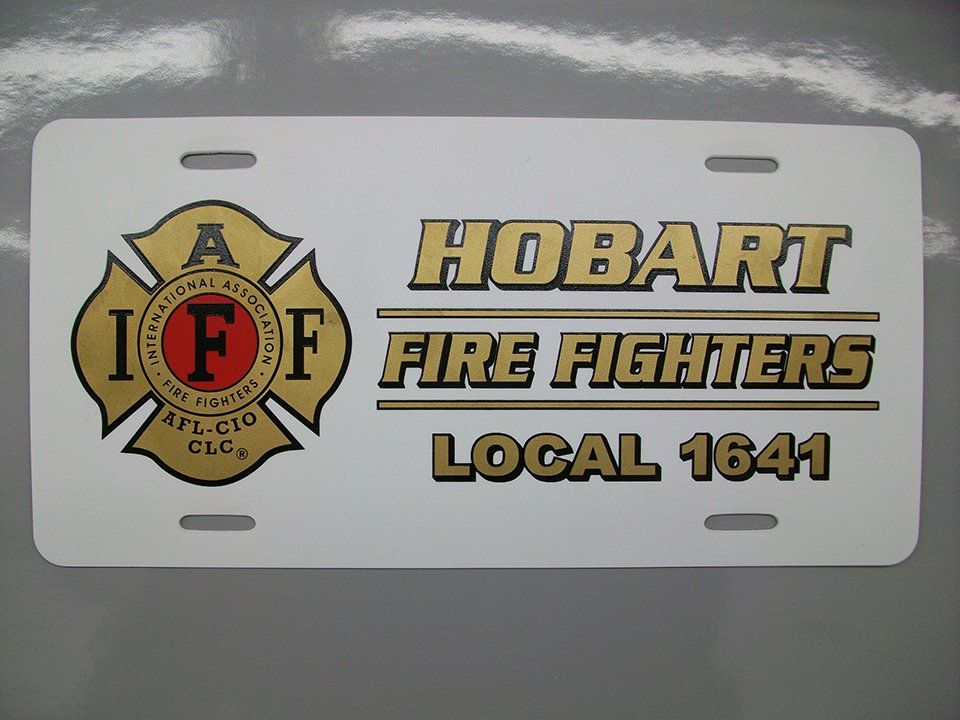 A
I F F
INTERNATIONAL ASSOCIATION
· FIRE FIGHTERS ·
AFL-CIO
CLC®
HOBART
FIRE FIGHTERS
LOCAL 1641